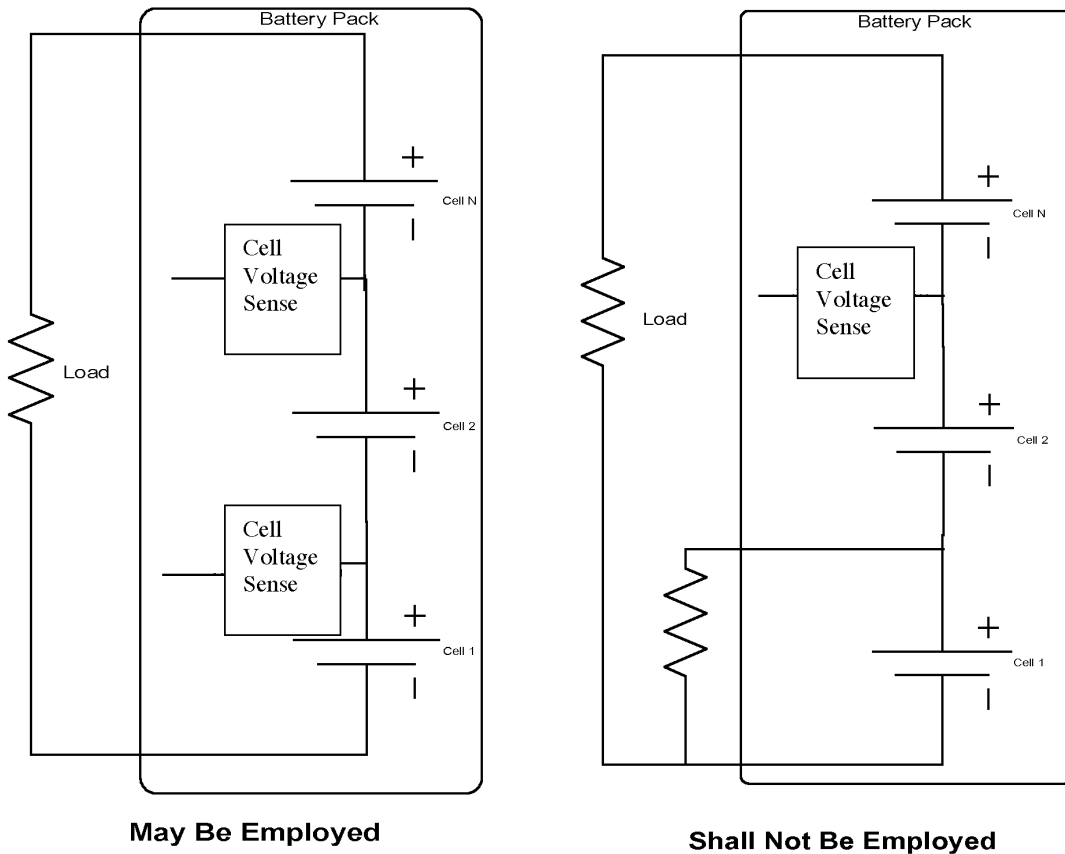 Battery Pack
+
Cell N
Cell
Voltage
Sense
Load
+
Cell 2
Cell
Voltage
Sense
+
Cell 1
May Be Employed
Battery Pack
+
Cell N
Cell
Voltage
Sense
Load
+
Cell 2
+
Cell 1
Shall Not Be Employed